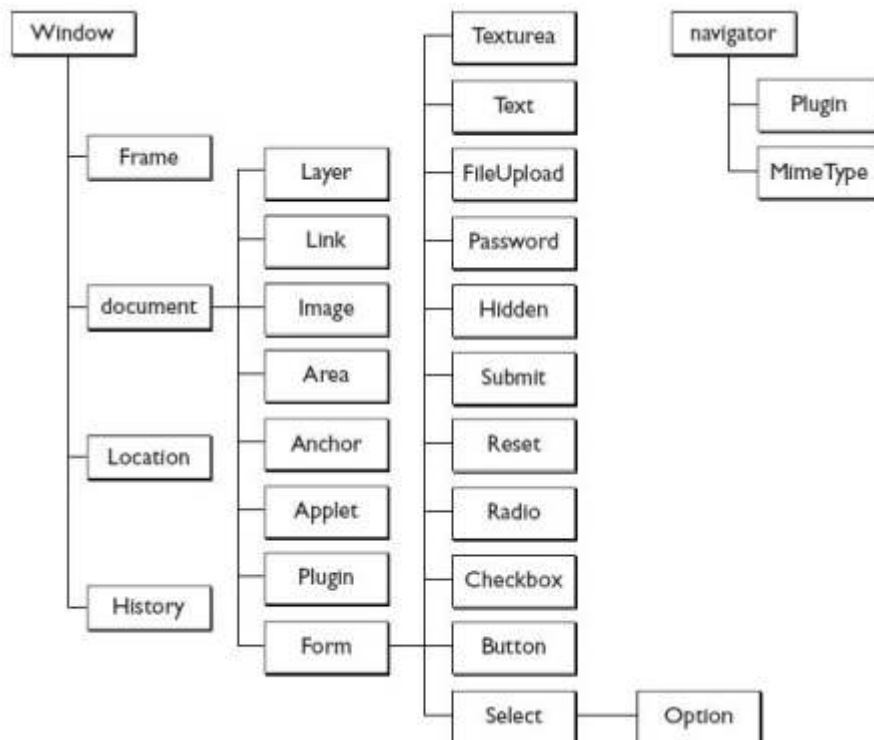 Window
Frame
document
Location
History
Layer
Link
Image
Area
Anchor
Applet
Plugin
Form
Texturea
Text
FileUpload
Password
Hidden
Submit
Reset
Radio
Checkbox
Button
Select
Option
navigator
Plugin
MimeType